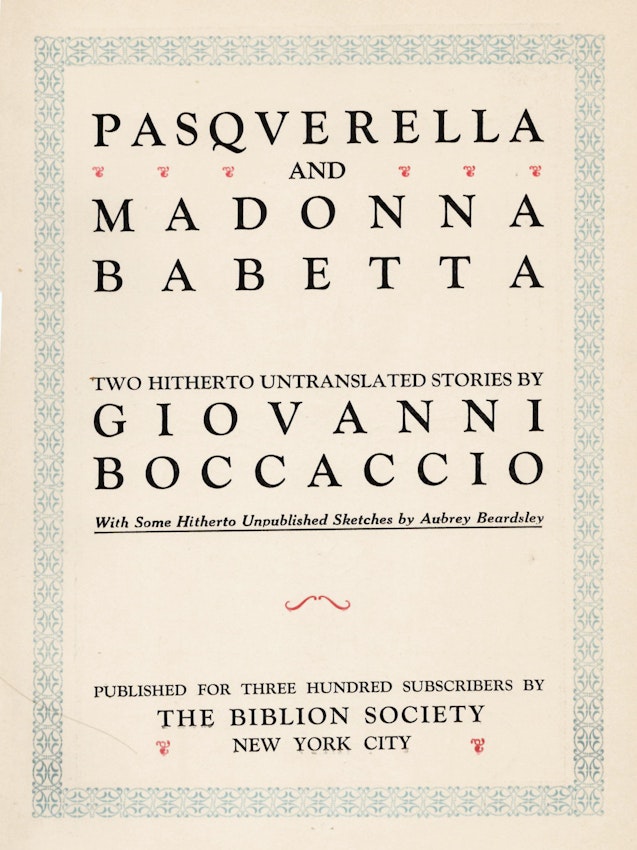 PASQVERELLA
AND
MADONNA
BABETTA
TWO HITHERTO UNTRANSLATED STORIES BY
GIOVANNI
BOCCACCIO
With Some Hitherto Unpublished Sketches by Aubrey Beardsley
PUBLISHED FOR THREE HUNDRED SUBSCRIBERS BY
THE BIBLION SOCIETY
NEW YORK CITY